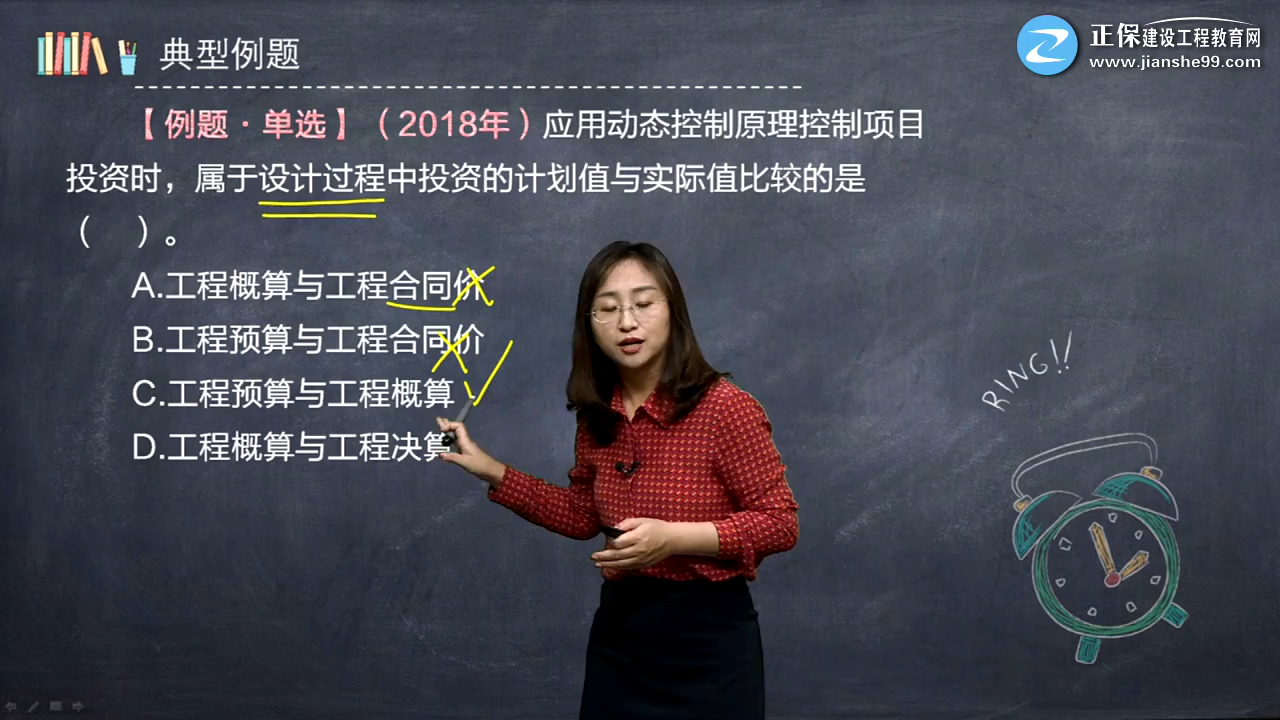 典型例题
正保建设工程教育网
www.jianshe99.com
【例题·单选】（2018年）应用动态控制原理控制项目
投资时，属于设计过程中投资的计划值与实际值比较的是
（ ）。
A.工程概算与工程合同价
B.工程预算与工程合同价
C.工程预算与工程概算
D.工程概算与工程决算
RING!!